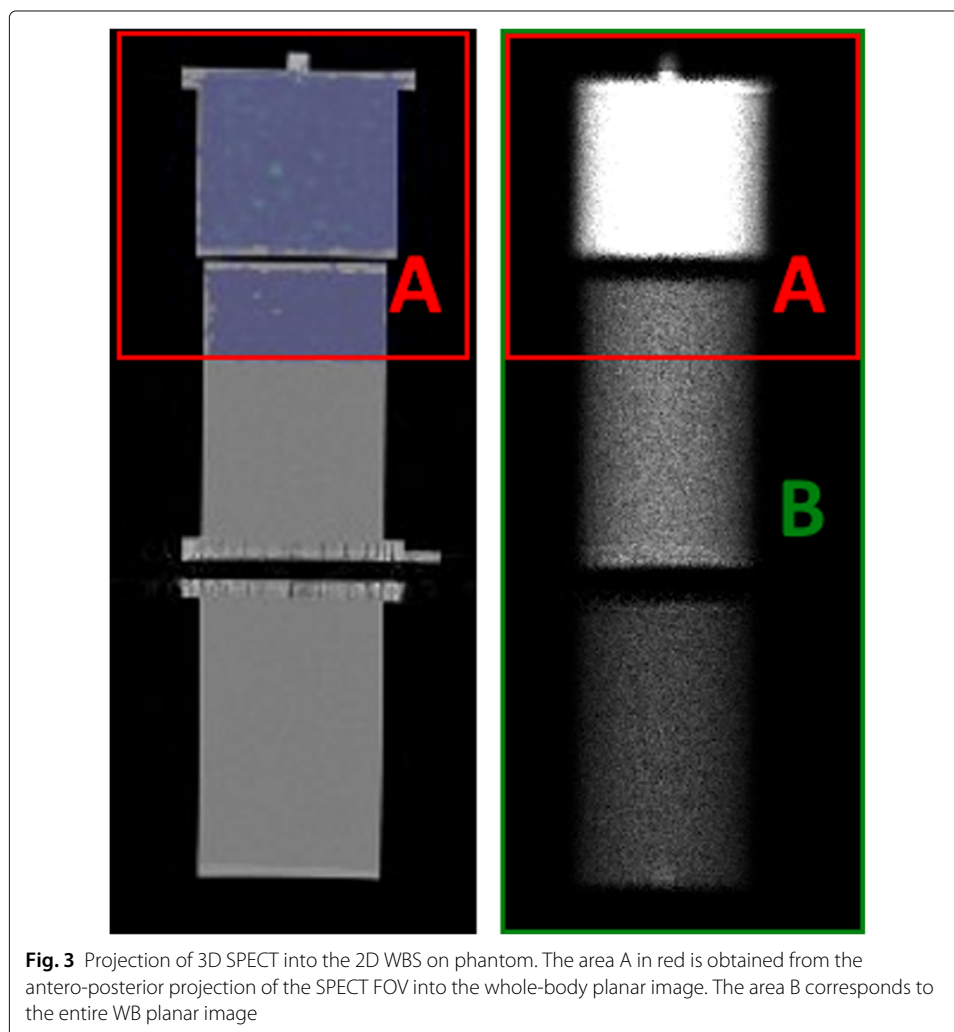 A
A
B
Fig. 3 Projection of 3D SPECT into the 2D WBS on phantom. The area A in red is obtained from the
antero-posterior projection of the SPECT FOV into the whole-body planar image. The area B corresponds to
the entire WB planar image